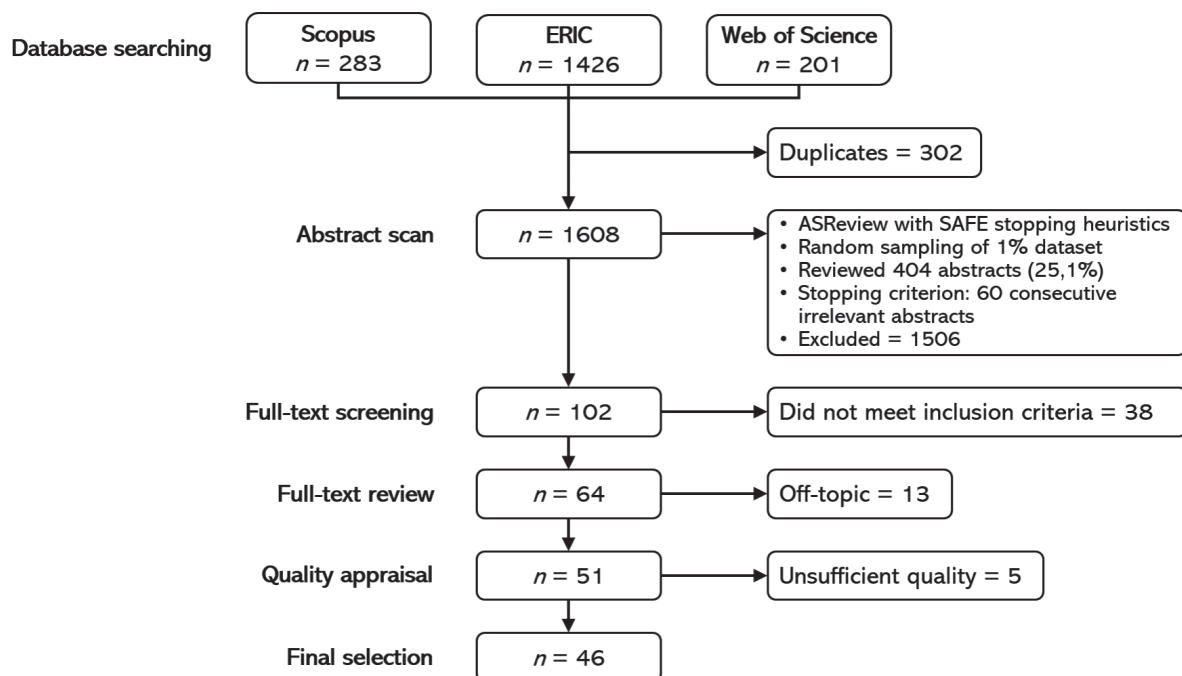 Database searching
Scopus
n = 283
ERIC
n = 1426
Web of Science
n = 201
Duplicates = 302
Abstract scan
n = 1608
• ASReview with SAFE stopping heuristics
• Random sampling of 1% dataset
• Reviewed 404 abstracts (25,1%)
• Stopping criterion: 60 consecutive
irrelevant abstracts
• Excluded = 1506
Full-text screening
n = 102
Did not meet inclusion criteria = 38
Full-text review
n = 64
Off-topic = 13
Quality appraisal
n = 51
Unsufficient quality = 5
Final selection
n = 46